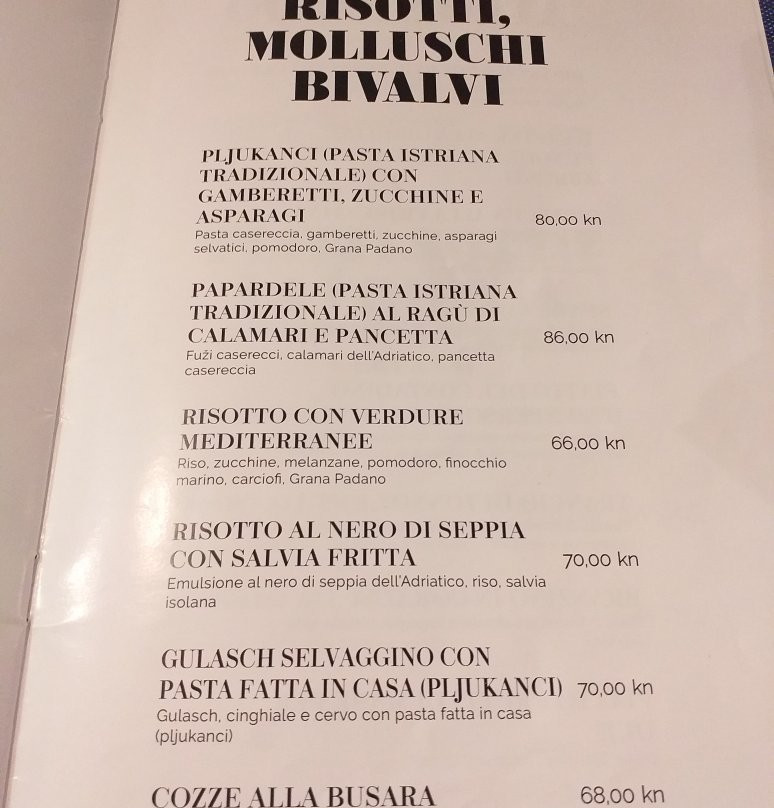 RISOTTI,
MOLLUSCHI
BIVALVI
PLJUKANCI (PASTA ISTRIANA
TRADIZIONALE) CON
GAMBERETTI, ZUCCHINE E
ASPARAGI 80,00 kn
Pasta casereccia, gamberetti, zucchine, asparagi
selvatici, pomodoro, Grana Padano
PAPARDELE (PASTA ISTRIANA
TRADIZIONALE) AL RAGÙ DI
CALAMARI E PANCETTA 86,00 kn
Fuži caserecci, calamari dell'Adriatico, pancetta
casereccia
RISOTTO CON VERDURE
MEDITERRANEE 66,00 kn
Riso, zucchine, melanzane, pomodoro, finocchio
marino, carciofi, Grana Padano
RISOTTO AL NERO DI SEPPIA
CON SALVIA FRITTA 70,00 kn
Emulsione al nero di seppia dell'Adriatico, riso, salvia
isolana
GULASCH SELVAGGINO CON
PASTA FATTA IN CASA (PLJUKANCI) 70,00 kn
Gulasch, cinghiale e cervo con pasta fatta in casa
(pljukanci)
COZZE ALLA BUSARA 68,00 kn